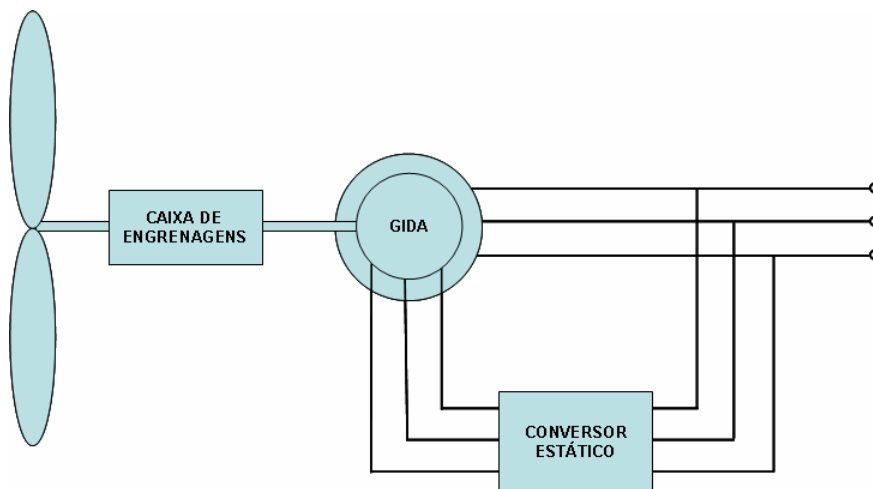 CAIXA DE
ENGRENAGENS
GIDA
CONVERSOR
ESTÁTICO